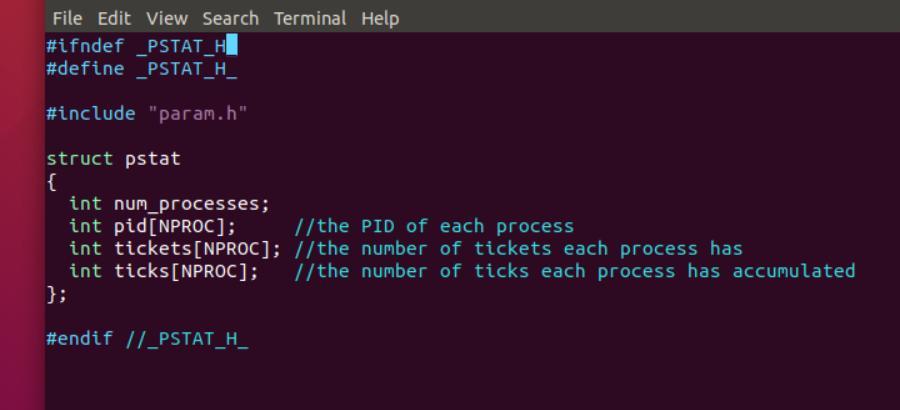 File Edit View Search Terminal Help
#ifndef _PSTAT_H_
#define _PSTAT_H_
#include "param.h"
struct pstat
{
  int num_processes;
  int pid[NPROC];     //the PID of each process
  int tickets[NPROC]; //the number of tickets each process has
  int ticks[NPROC];   //the number of ticks each process has accumulated
};
#endif //_PSTAT_H_